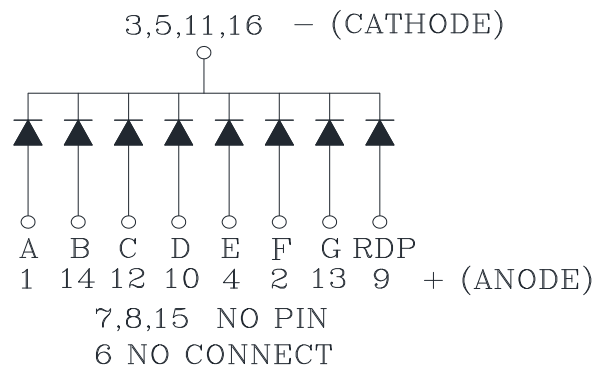 3,5,11,16 - (CATHODE)
A B C D E F G RDP
1 14 12 10 4 2 13 9 + (ANODE)
7,8,15 NO PIN
6 NO CONNECT